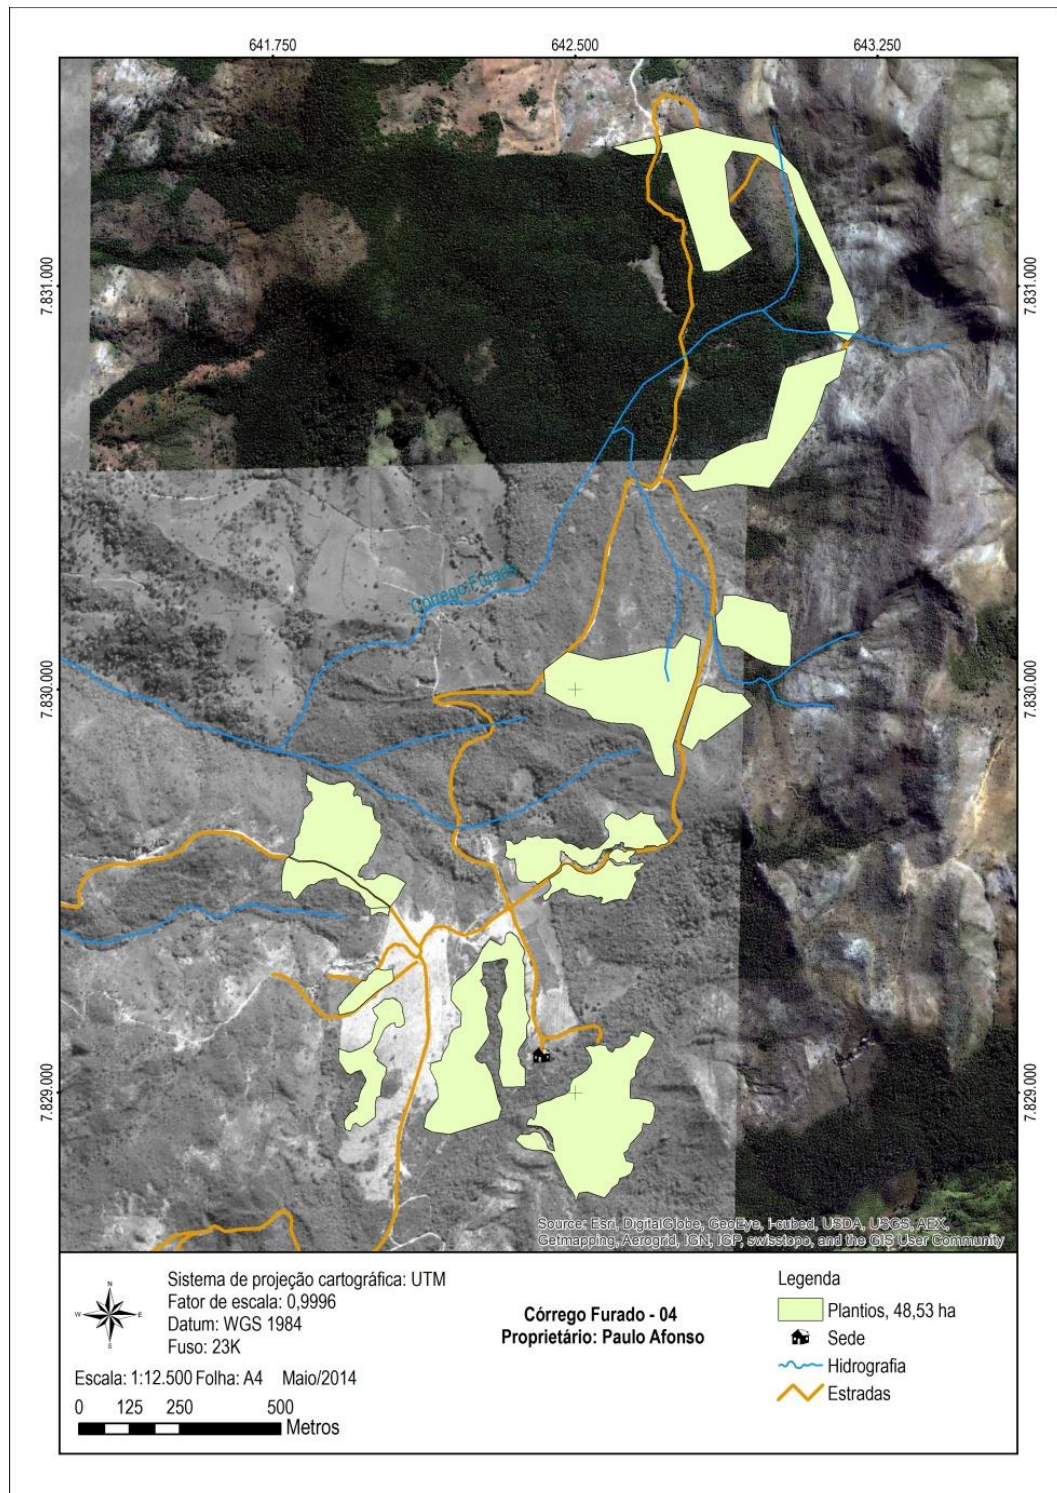 641.750 642.500 643.250
7.831.000 7.831.000
Córrego Furado
7.830.000 7.830.000
7.829.000 7.829.000
Source: Esri, DigitalGlobe, GeoEye, i-cubed, USDA, USGS, AEX,
Getmapping, Aerogrid, IGN, IGP, swisstopo, and the GIS User Community
N
W E
S
Sistema de projeção cartográfica: UTM
Fator de escala: 0,9996
Datum: WGS 1984
Fuso: 23K
Escala: 1:12.500 Folha: A4 Maio/2014
0 125 250 500
Metros
Córrego Furado - 04
Proprietário: Paulo Afonso
Legenda
Plantios, 48,53 ha
Sede
Hidrografia
Estradas